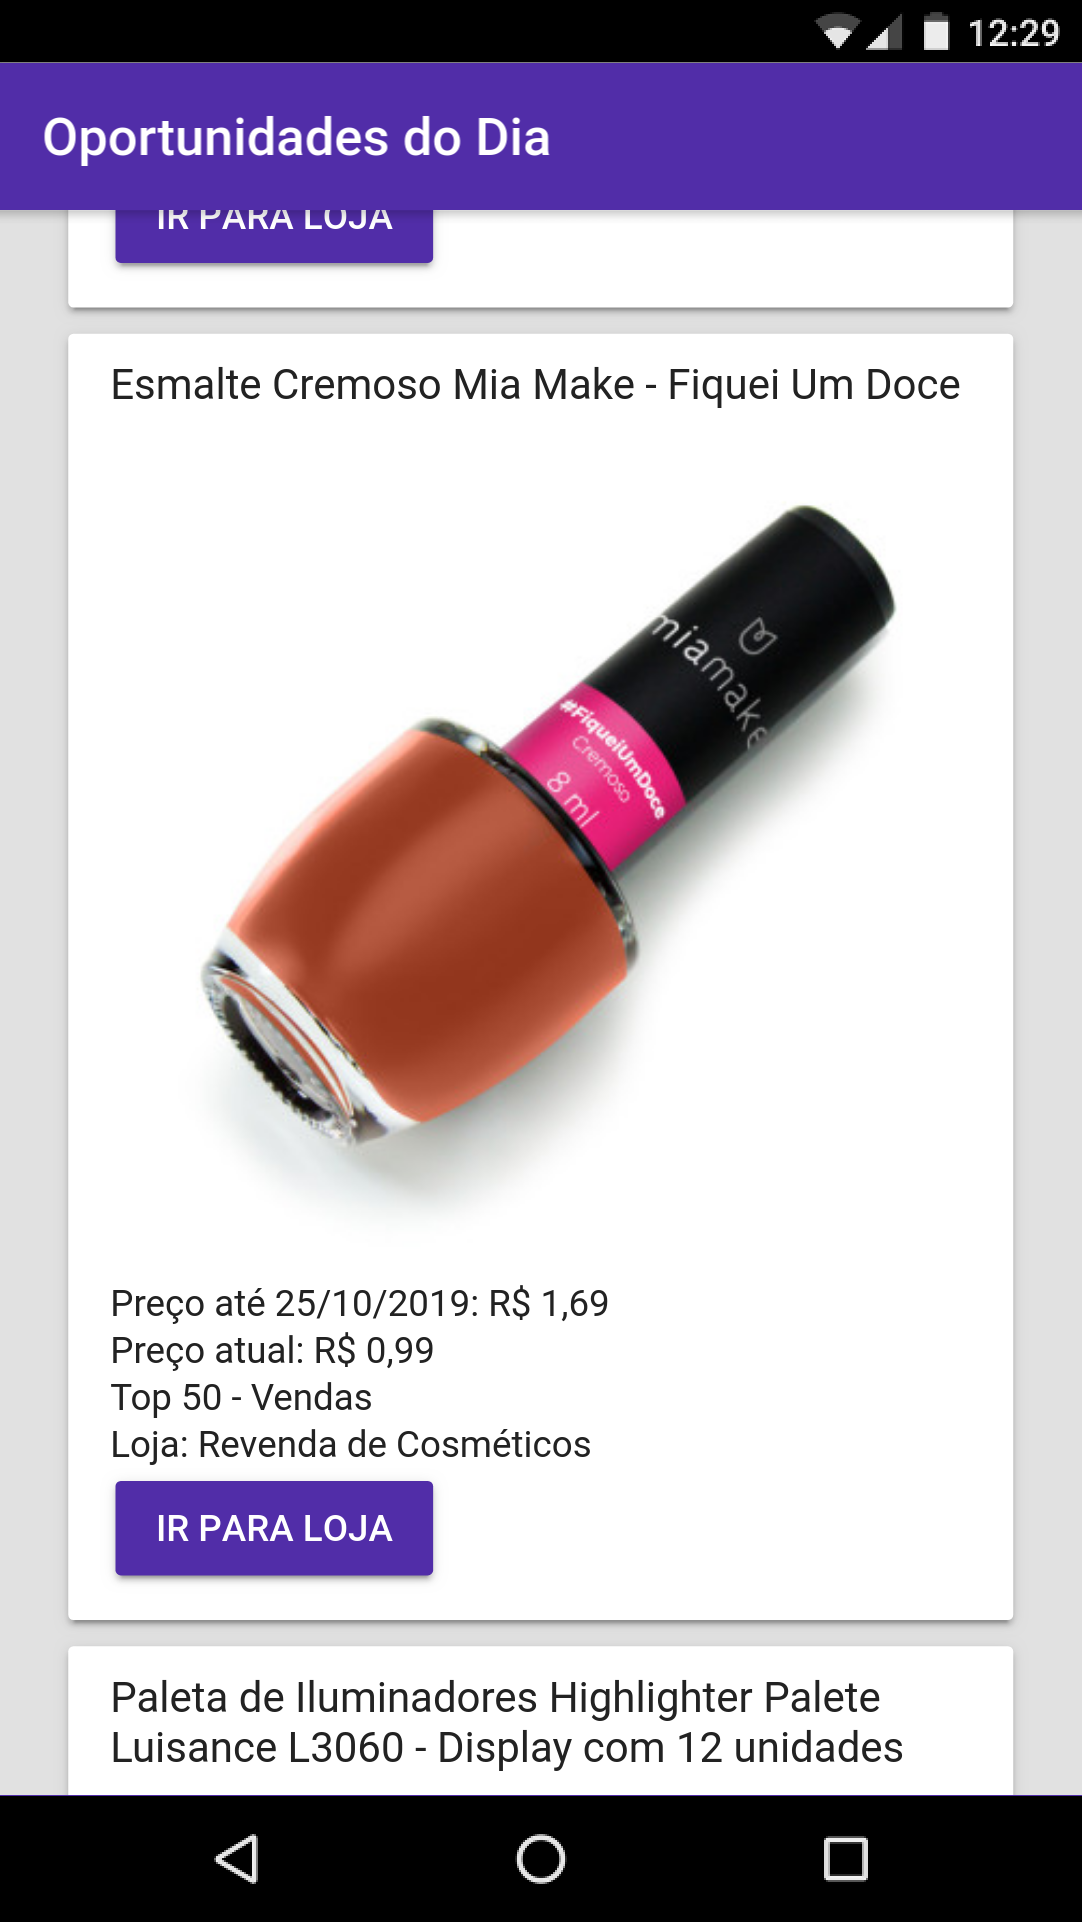 12:29
Oportunidades do Dia
IR PARA LOJA
Esmalte Cremoso Mia Make - Fiquei Um Doce
miamake
#FiqueiUmDoce
Cremoso
8 ml
Preço até 25/10/2019: R$ 1,69
Preço atual: R$ 0,99
Top 50 - Vendas
Loja: Revenda de Cosméticos
IR PARA LOJA
Paleta de Iluminadores Highlighter Palete
Luisance L3060 - Display com 12 unidades